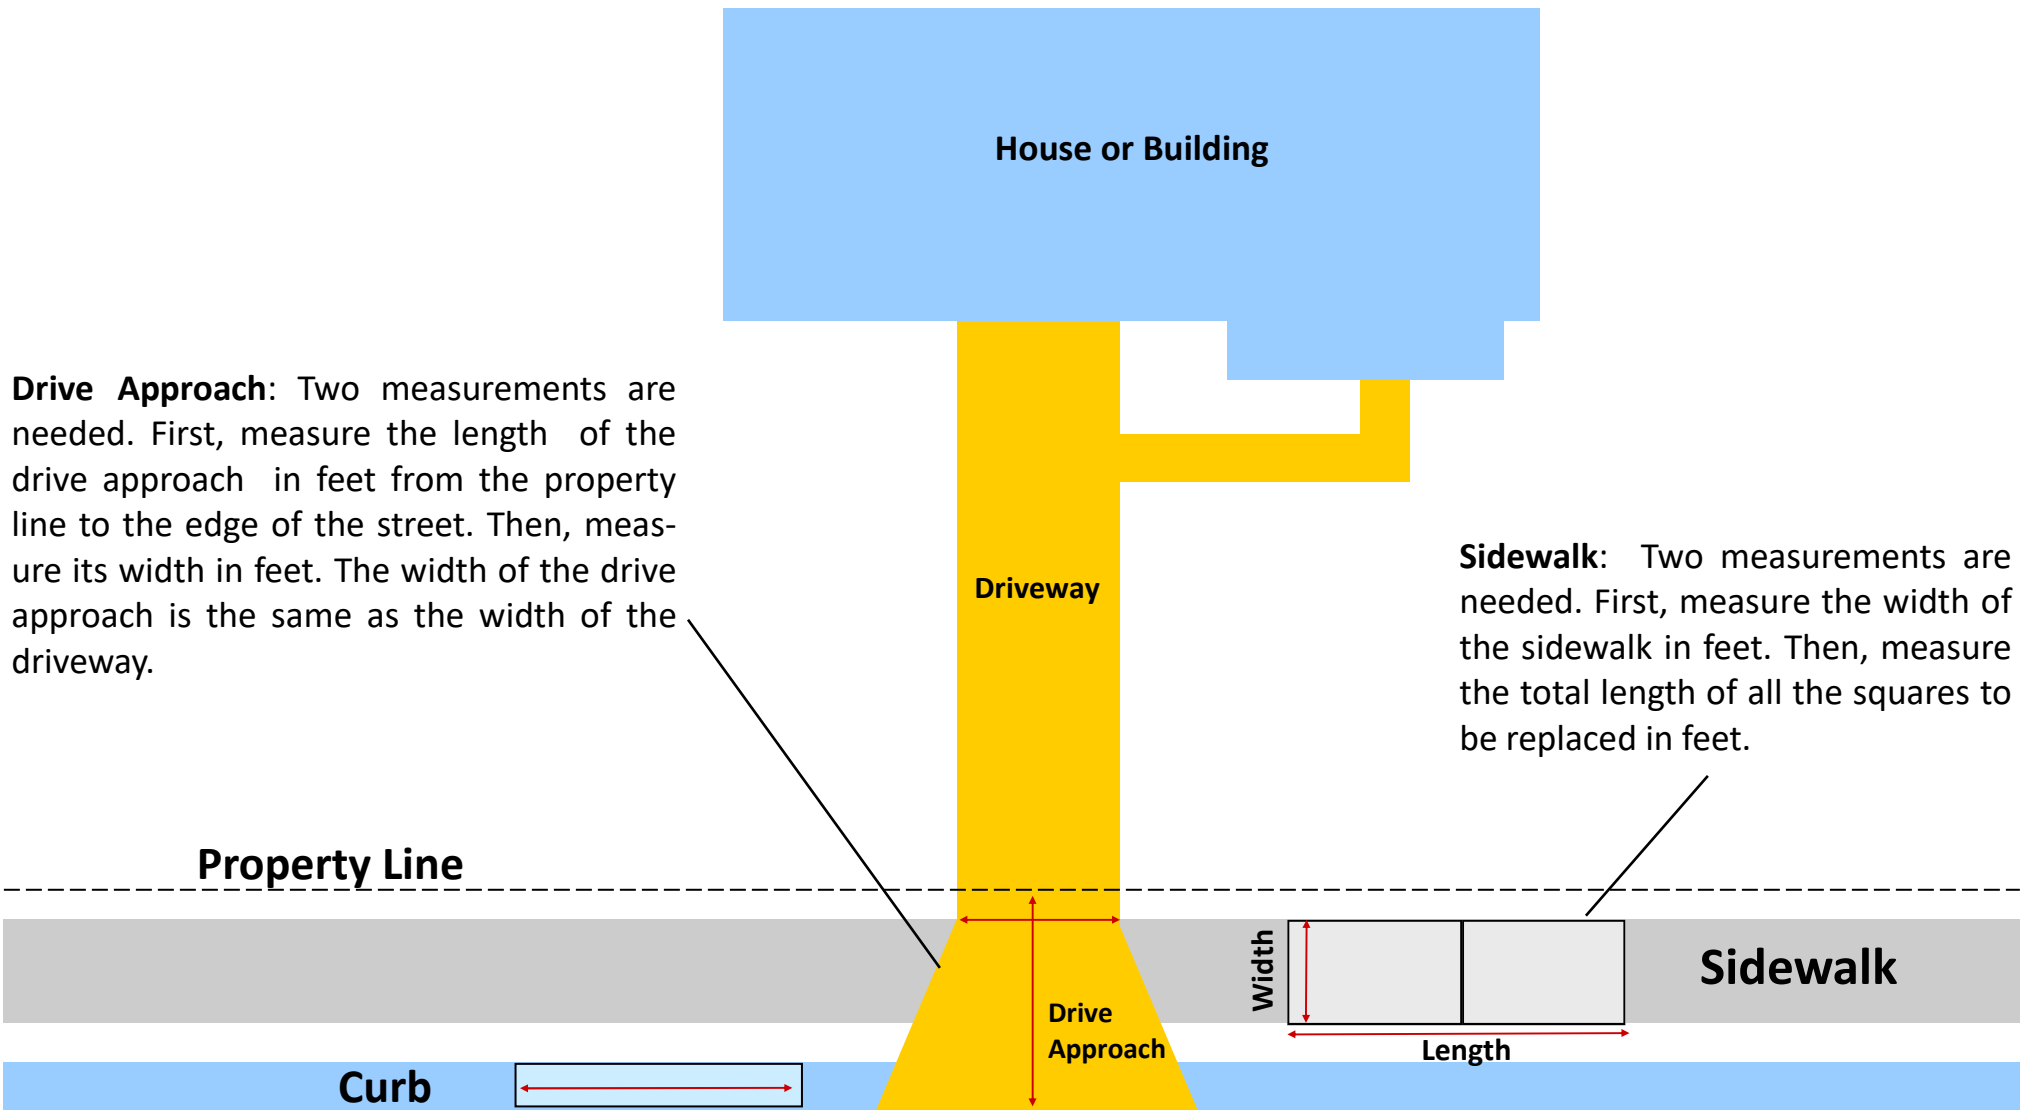 House or Building
Drive Approach: Two measurements are
needed. First, measure the length of the
drive approach in feet from the property
line to the edge of the street. Then, meas-
ure its width in feet. The width of the drive
approach is the same as the width of the
driveway.
Driveway
Sidewalk: Two measurements are
needed. First, measure the width of
the sidewalk in feet. Then, measure
the total length of all the squares to
be replaced in feet.
Property Line
Width
Sidewalk
Drive
Approach
Length
Curb